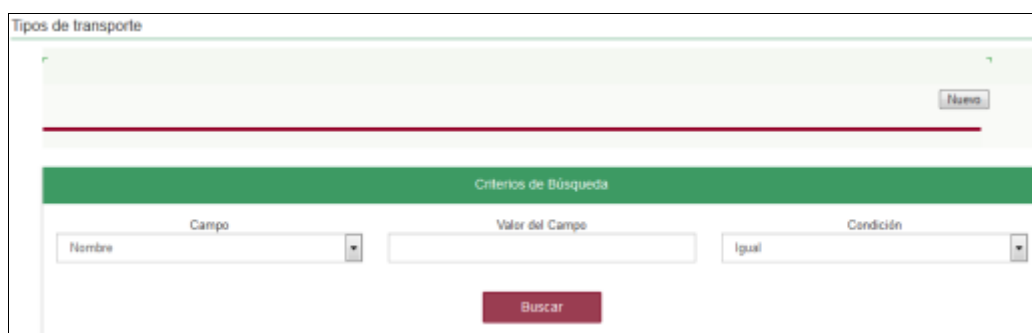 Tipos de transporte
Nuevo
Criterios de Búsqueda
Campo Valor del Campo Condición
Nombre Igual
Buscar